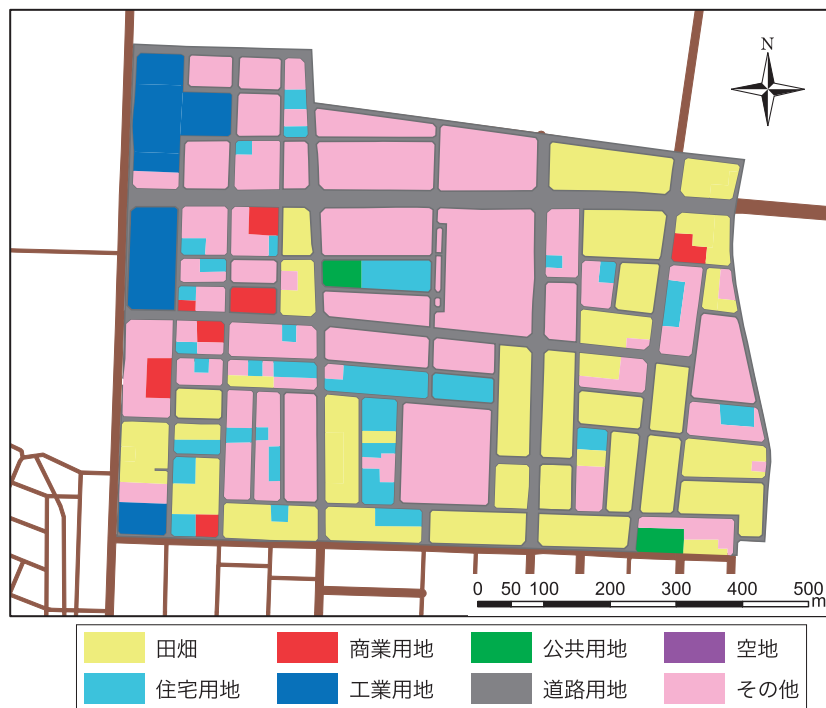 N
0 50 100 200 300 400 500
m
田畑 商業用地 公共用地 空地
住宅用地 工業用地 道路用地 その他